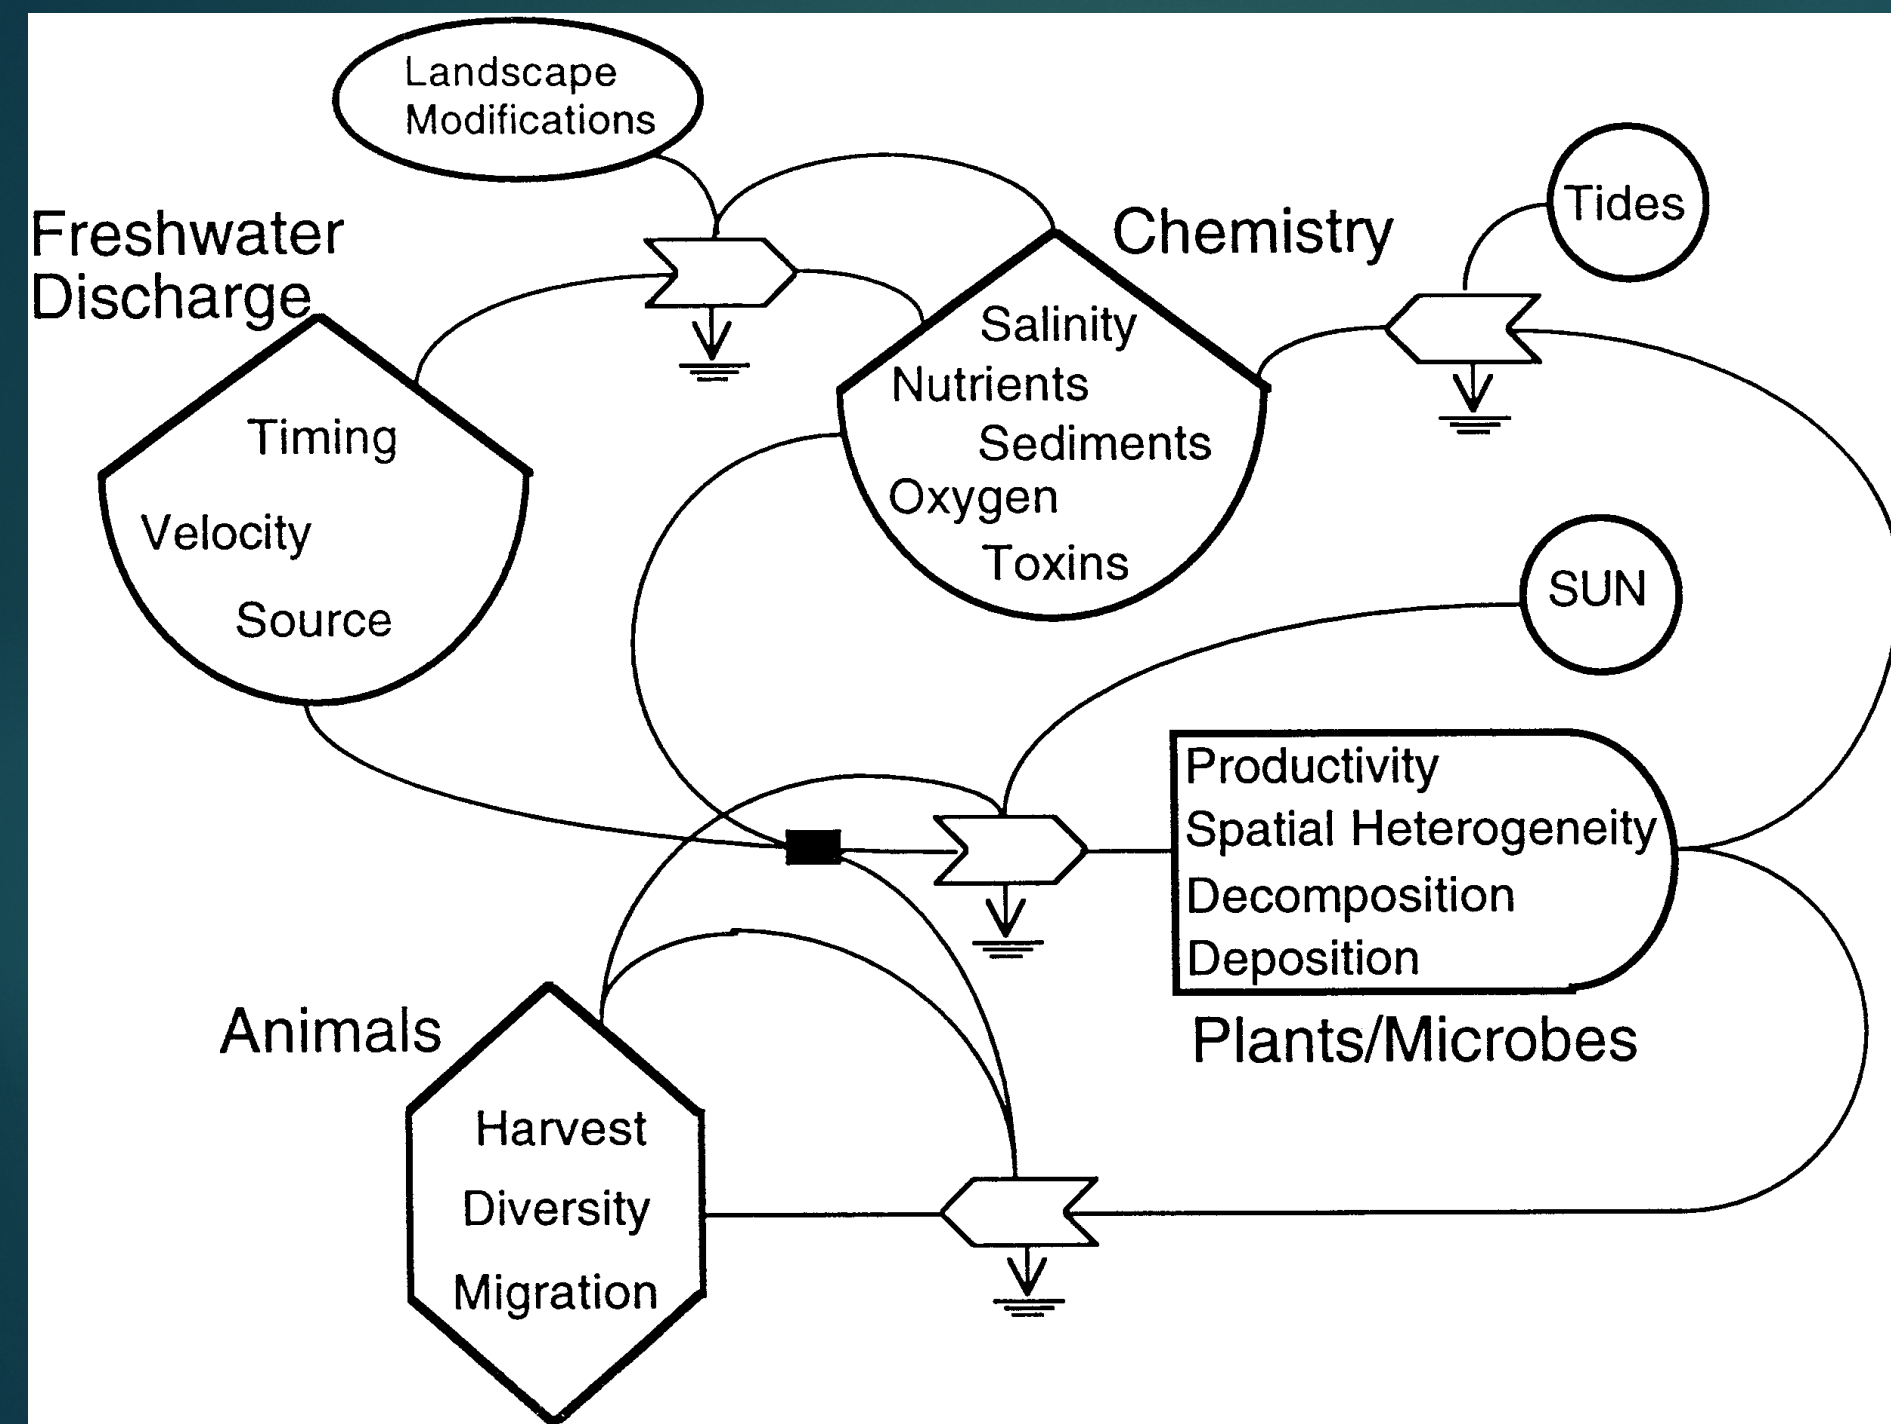 Landscape
Modifications
Freshwater
Discharge
Timing
Velocity
Source
Chemistry
Salinity
Nutrients
Sediments
Oxygen
Toxins
Tides
SUN
Productivity
Spatial Heterogeneity
Decomposition
Deposition
Plants/Microbes
Animals
Harvest
Diversity
Migration